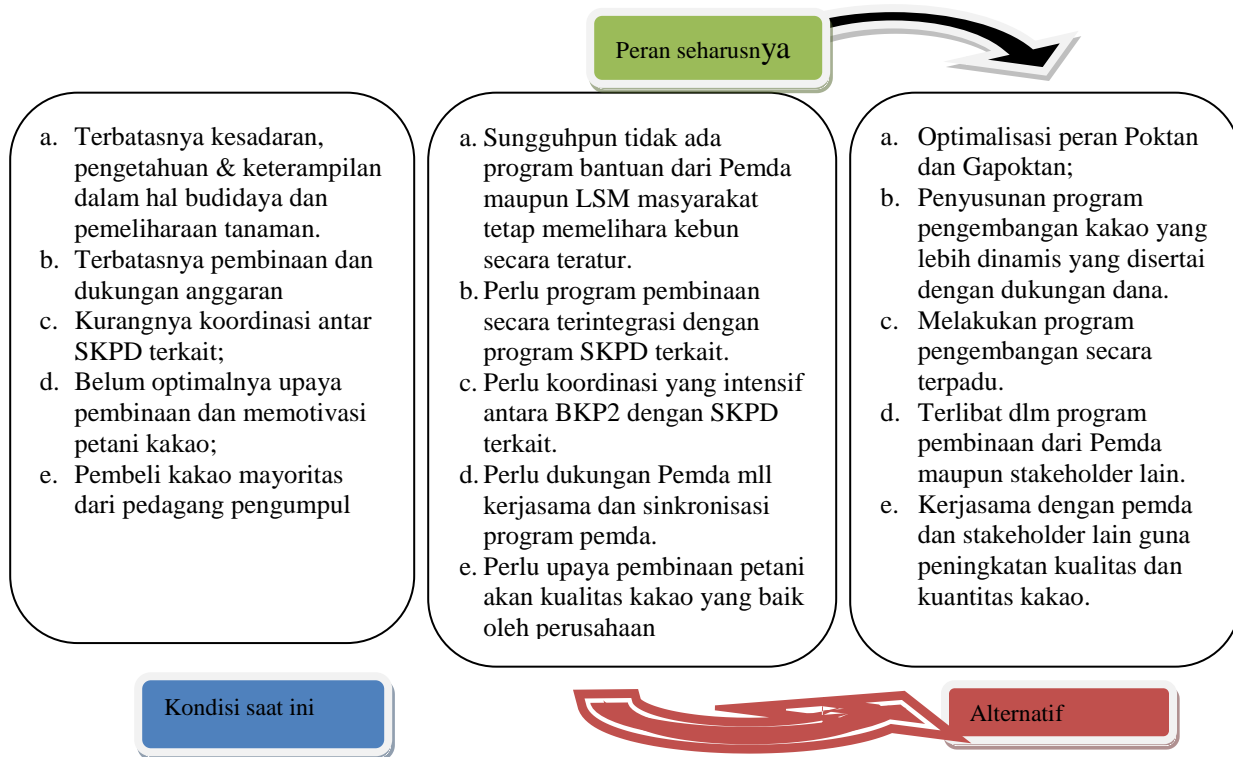 Peran seharusnya
a. Terbatasnya kesadaran,
pengetahuan & keterampilan
dalam hal budidaya dan
pemeliharaan tanaman.
b. Terbatasnya pembinaan dan
dukungan anggaran
c. Kurangnya koordinasi antar
SKPD terkait;
d. Belum optimalnya upaya
pembinaan dan memotivasi
petani kakao;
e. Pembeli kakao mayoritas
dari pedagang pengumpul
a. Sungguhpun tidak ada
program bantuan dari Pemda
maupun LSM masyarakat
tetap memelihara kebun
secara teratur.
b. Perlu program pembinaan
secara terintegrasi dengan
program SKPD terkait.
c. Perlu koordinasi yang intensif
antara BKP2 dengan SKPD
terkait.
d. Perlu dukungan Pemda mll
kerjasama dan sinkronisasi
program pemda.
e. Perlu upaya pembinaan petani
akan kualitas kakao yang baik
oleh perusahaan
a. Optimalisasi peran Poktan
dan Gapoktan;
b. Penyusunan program
pengembangan kakao yang
lebih dinamis yang disertai
dengan dukungan dana.
c. Melakukan program
pengembangan secara
terpadu.
d. Terlibat dlm program
pembinaan dari Pemda
maupun stakeholder lain.
e. Kerjasama dengan pemda
dan stakeholder lain guna
peningkatan kualitas dan
kuantitas kakao.
Kondisi saat ini
Alternatif